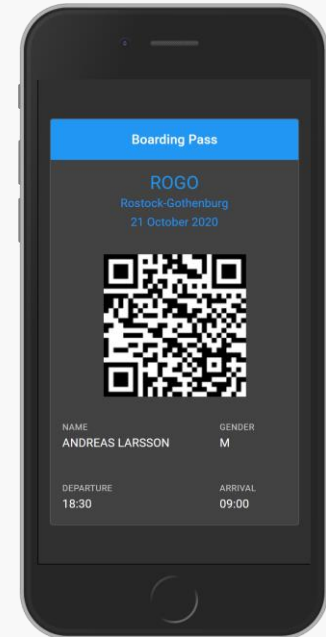 Boarding Pass
ROGO
Rostock-Gothenburg
21 October 2020
NAME
GENDER
ANDREAS LARSSON
M
DEPARTURE
ARRIVAL
18:30
09:00